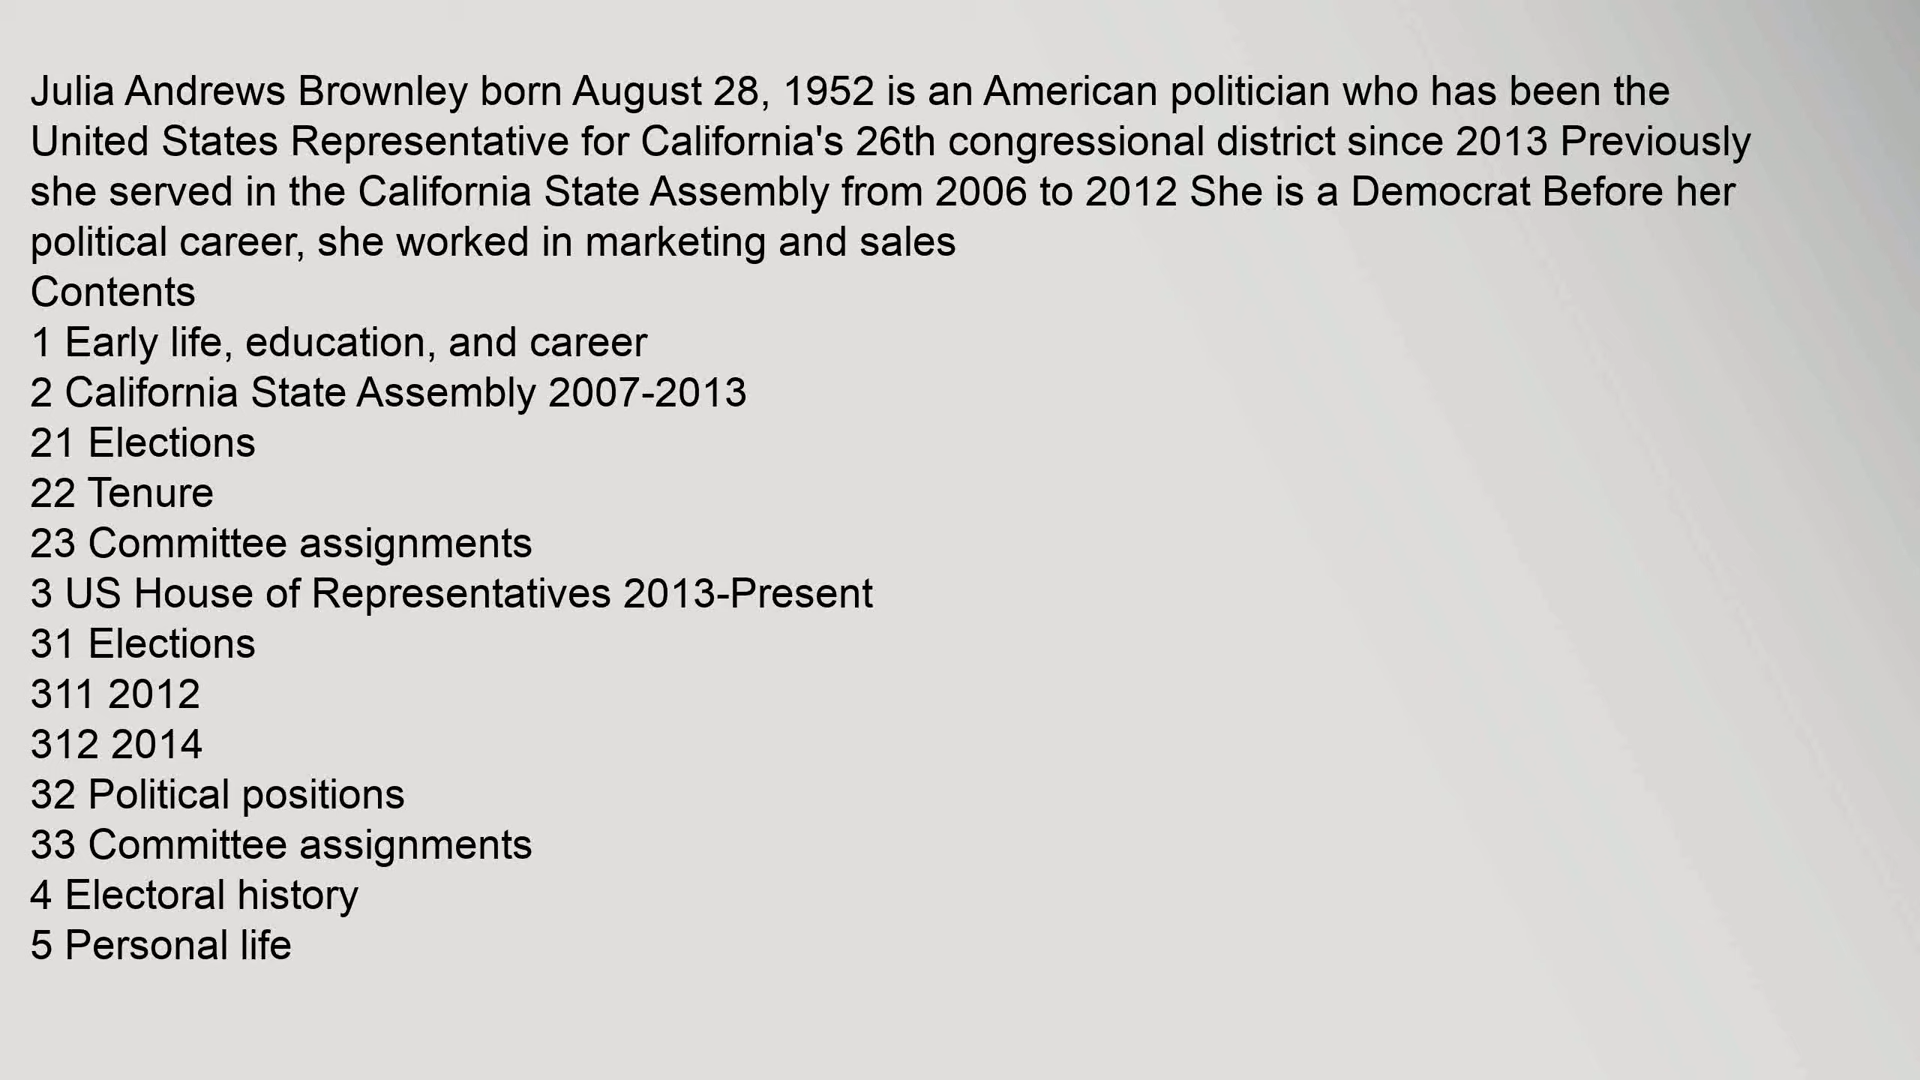 Julia Andrews Brownley born August 28, 1952 is an American politician who has been the
United States Representative for California's 26th congressional district since 2013 Previously
she served in the California State Assembly from 2006 to 2012 She is a Democrat Before her
political career, she worked in marketing and sales
Contents
1 Early life, education, and career
2 California State Assembly 2007-2013
21 Elections
22 Tenure
23 Committee assignments
3 US House of Representatives 2013-Present
31 Elections
311 2012
312 2014
32 Political positions
33 Committee assignments
4 Electoral history
5 Personal life